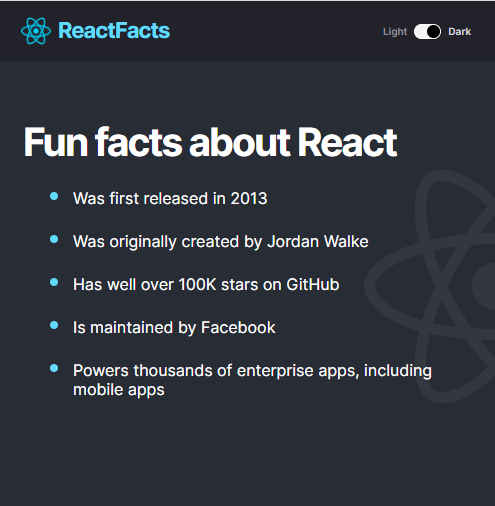 ReactFacts
Light
Dark
Fun facts about React
Was first released in 2013
Was originally created by Jordan Walke
Has well over 100K stars on GitHub
Is maintained by Facebook
Powers thousands of enterprise apps, including
mobile apps